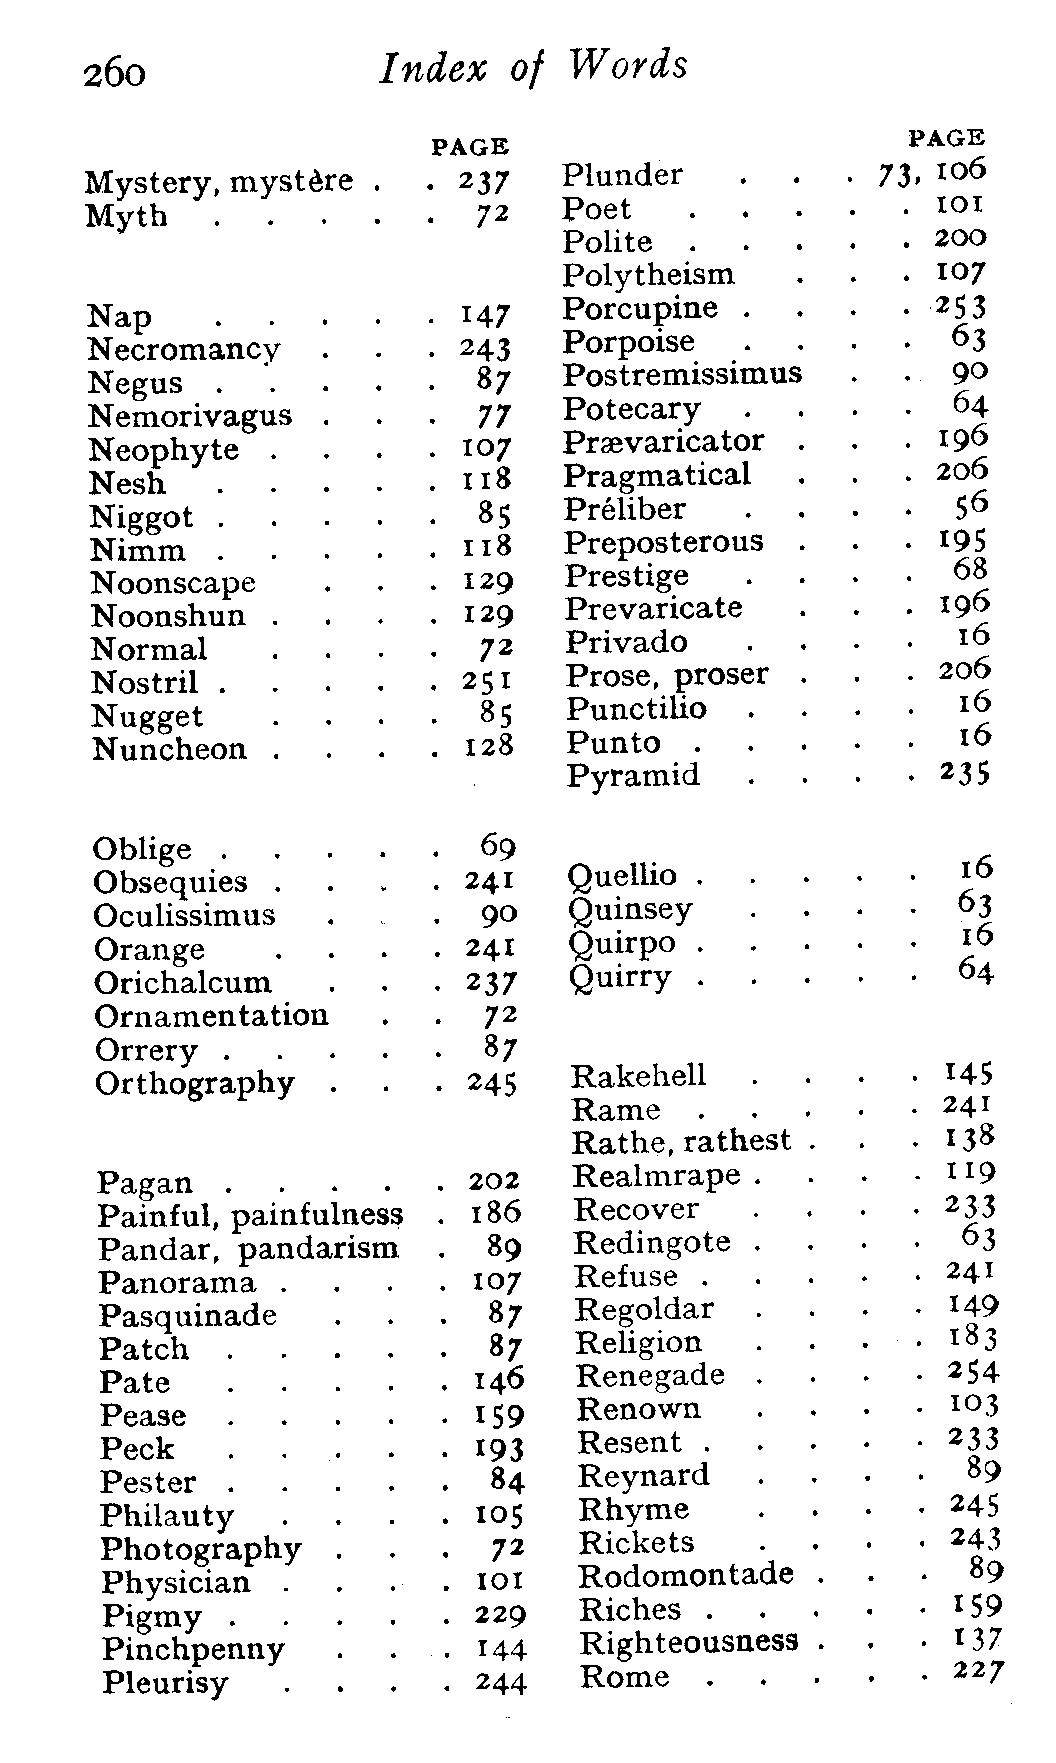 260 Index of Words
PAGE
Mystery, mystère . . 237
Myth . . . . . 72
Nap . . . . . 147
Necromancy . . . 243
Negus . . . . . 87
Nemorivagus . . . 77
Neophyte . . . . 107
Nesh . . . . . 118
Niggot . . . . . 85
Nimm . . . . . 118
Noonscape . . . 129
Noonshun . . . . 129
Normal . . . . 72
Nostril . . . . . 251
Nugget . . . . 85
Nuncheon . . . . 128
Oblige . . . . . 69
Obsequies . . . . 241
Oculissimus . . . 90
Orange . . . . 241
Orichalcum . . . 237
Ornamentation . . 72
Orrery . . . . . 87
Orthography . . . 245
Pagan . . . . . 202
Painful, painfulness . 186
Pandar, pandarism . 89
Panorama . . . . 107
Pasquinade . . . 87
Patch . . . . . 87
Pate . . . . . 146
Pease . . . . . 159
Peck . . . . . 193
Pester . . . . . 84
Philauty . . . . 105
Photography . . . 72
Physician . . . . 101
Pigmy . . . . . 229
Pinchpenny . . . 144
Pleurisy . . . . 244
PAGE
Plunder . . . 73, 106
Poet . . . . . 101
Polite . . . . . 200
Polytheism . . . 107
Porcupine . . . . 253
Porpoise . . . . 63
Postremissimus . . 90
Potecary . . . . 64
Prævaricator . . . 196
Pragmatical . . . 206
Préliber . . . . 56
Preposterous . . . 195
Prestige . . . . 68
Prevaricate . . . 196
Privado . . . . 16
Prose, proser . . . 206
Punctilio . . . . 16
Punto . . . . . 16
Pyramid . . . . 235
Quellio . . . . . 16
Quinsey . . . . 63
Quirpo . . . . . 16
Quirry . . . . . 64
Rakehell . . . . 145
Rame . . . . . 241
Rathe, rathest . . . 138
Realmrape . . . . 119
Recover . . . . 233
Redingote . . . . 63
Refuse . . . . . 241
Regoldar . . . . 149
Religion . . . . 183
Renegade . . . . 254
Renown . . . . 103
Resent . . . . . 233
Reynard . . . . 89
Rhyme . . . . 245
Rickets . . . . 243
Rodomontade . . . 89
Riches . . . . . 159
Righteousness . . . 137
Rome . . . . . 227